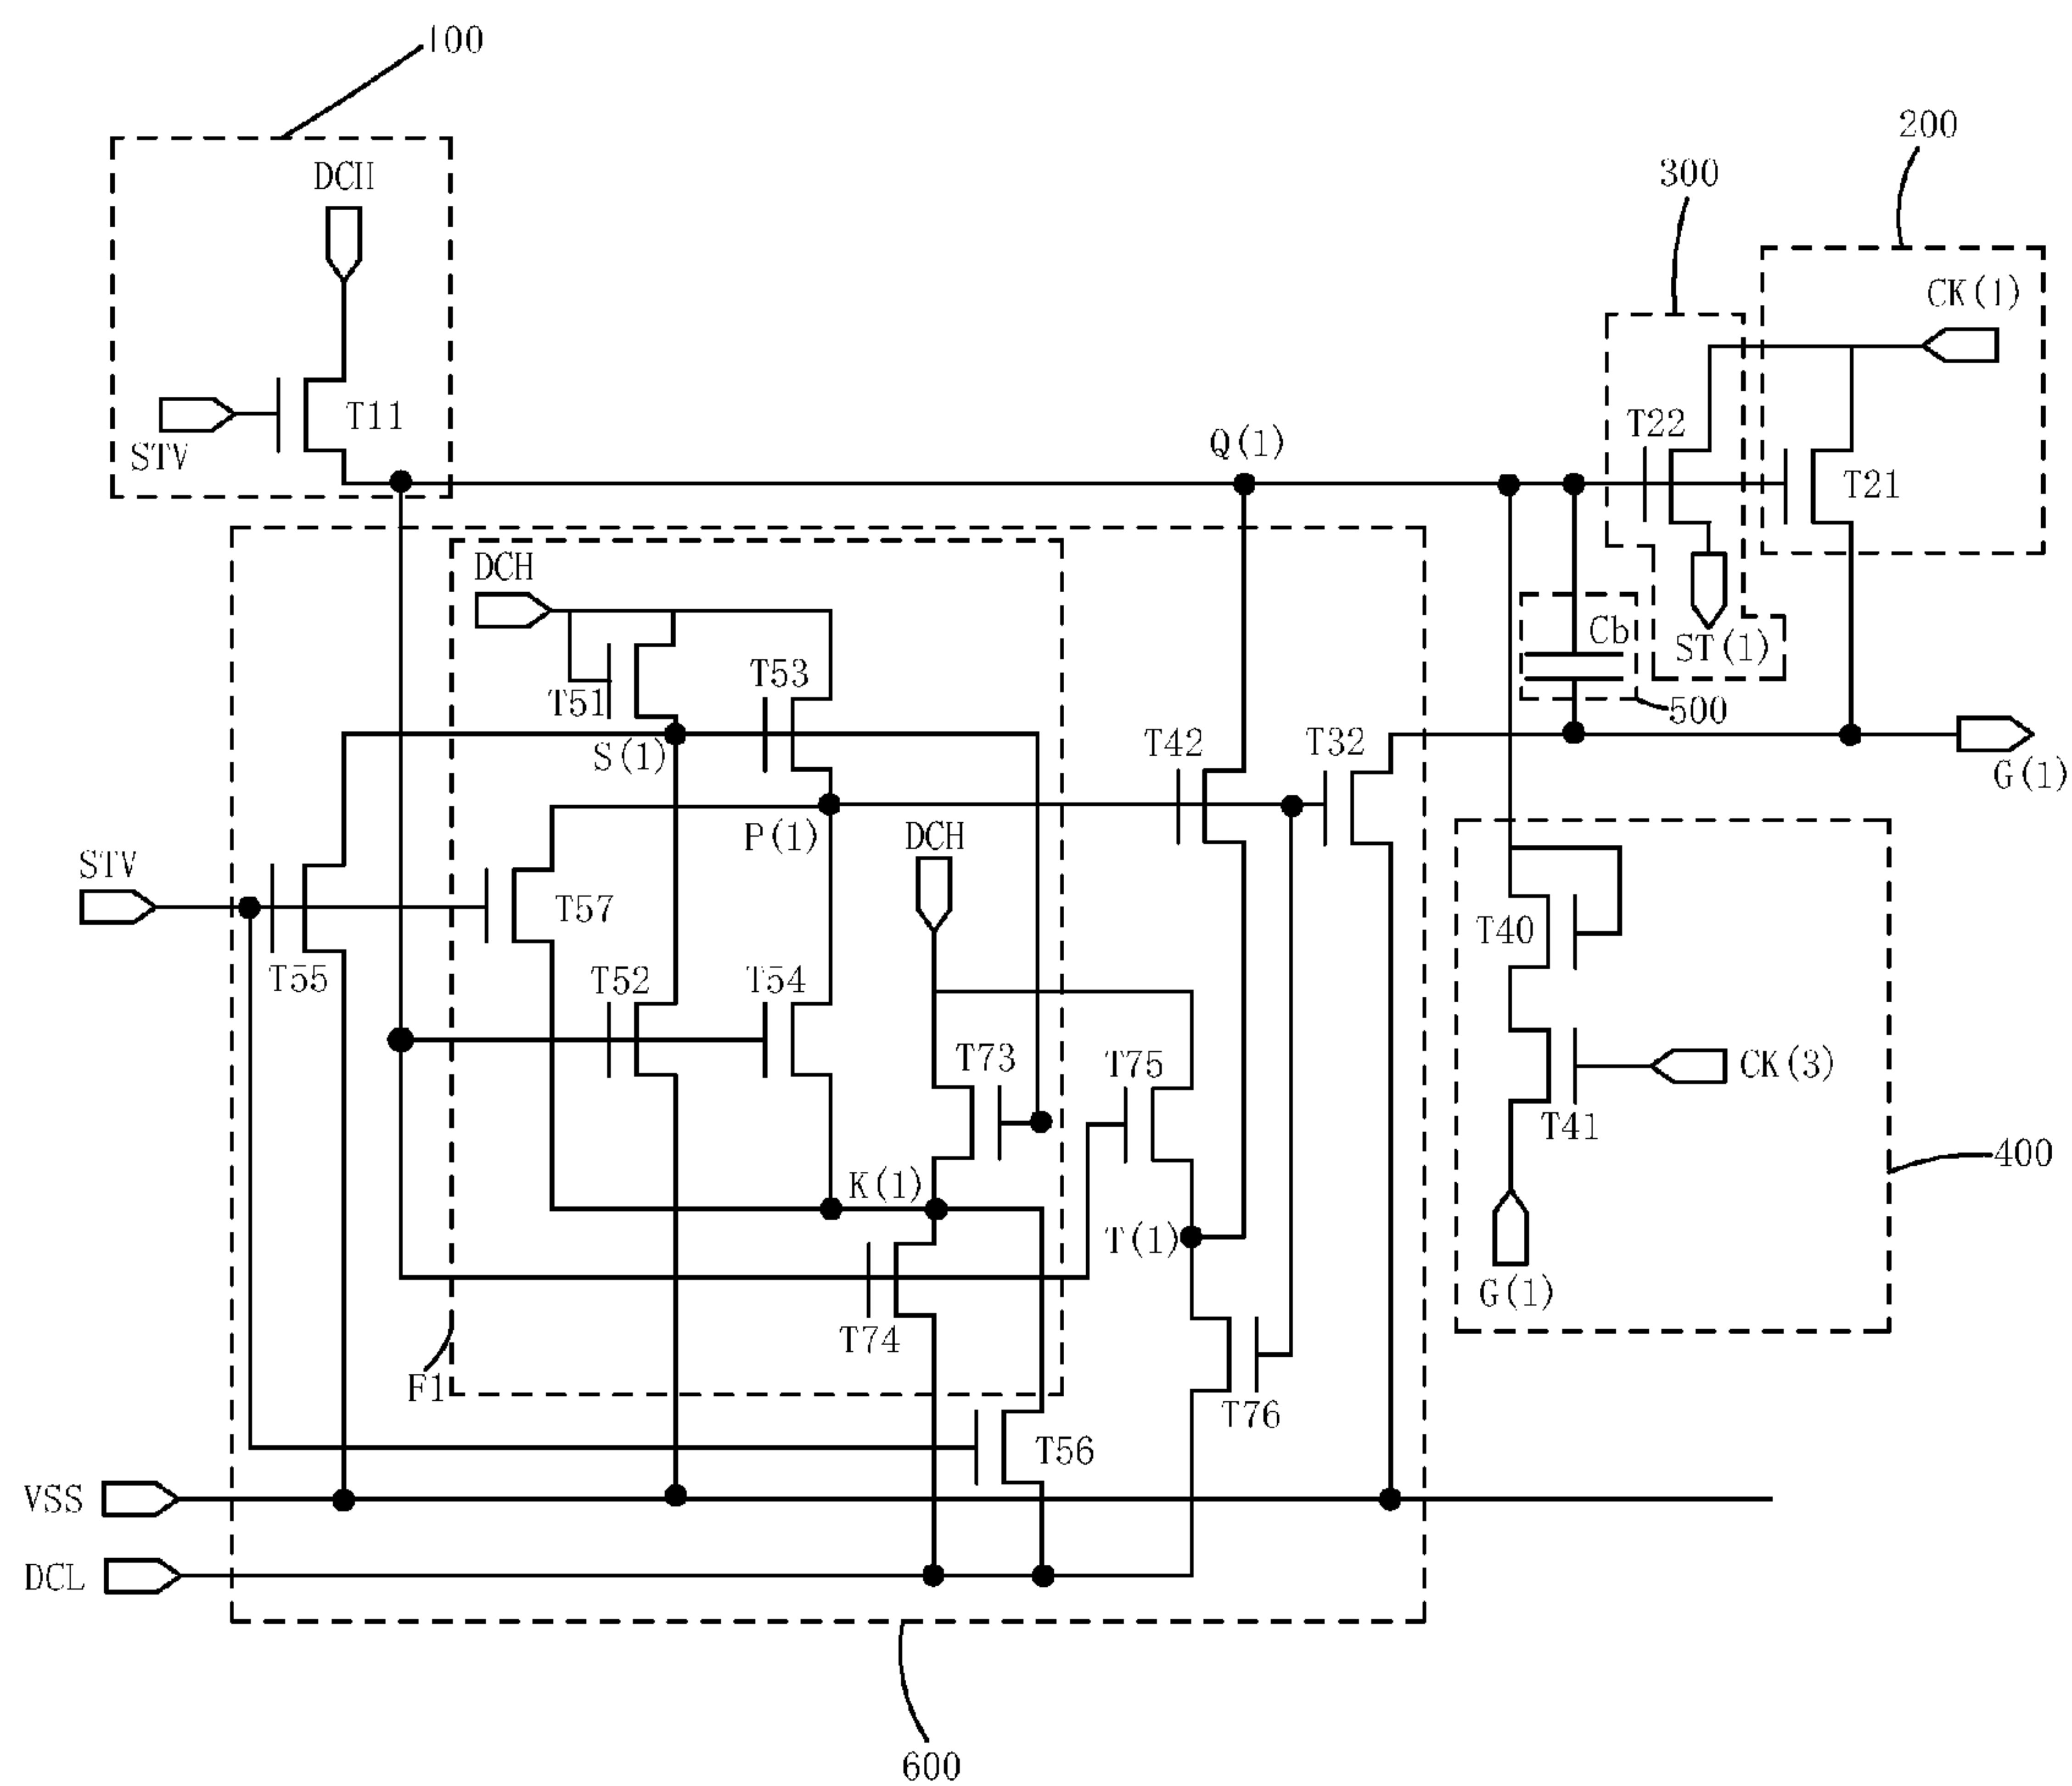 100
200
DCH
300
CK(1)
T11
T22
STV
Q(1)
T21
DCH
Cb
ST(1)
T53
T51
500
S(1)
T42
T32
G(1)
P(1)
DCH
STV
T57
T40
T55
T52
T54
T73
T75
CK(3)
T41
400
K(1)
T(1)
G(1)
T74
F1
T76
T56
VSS
DCL
600